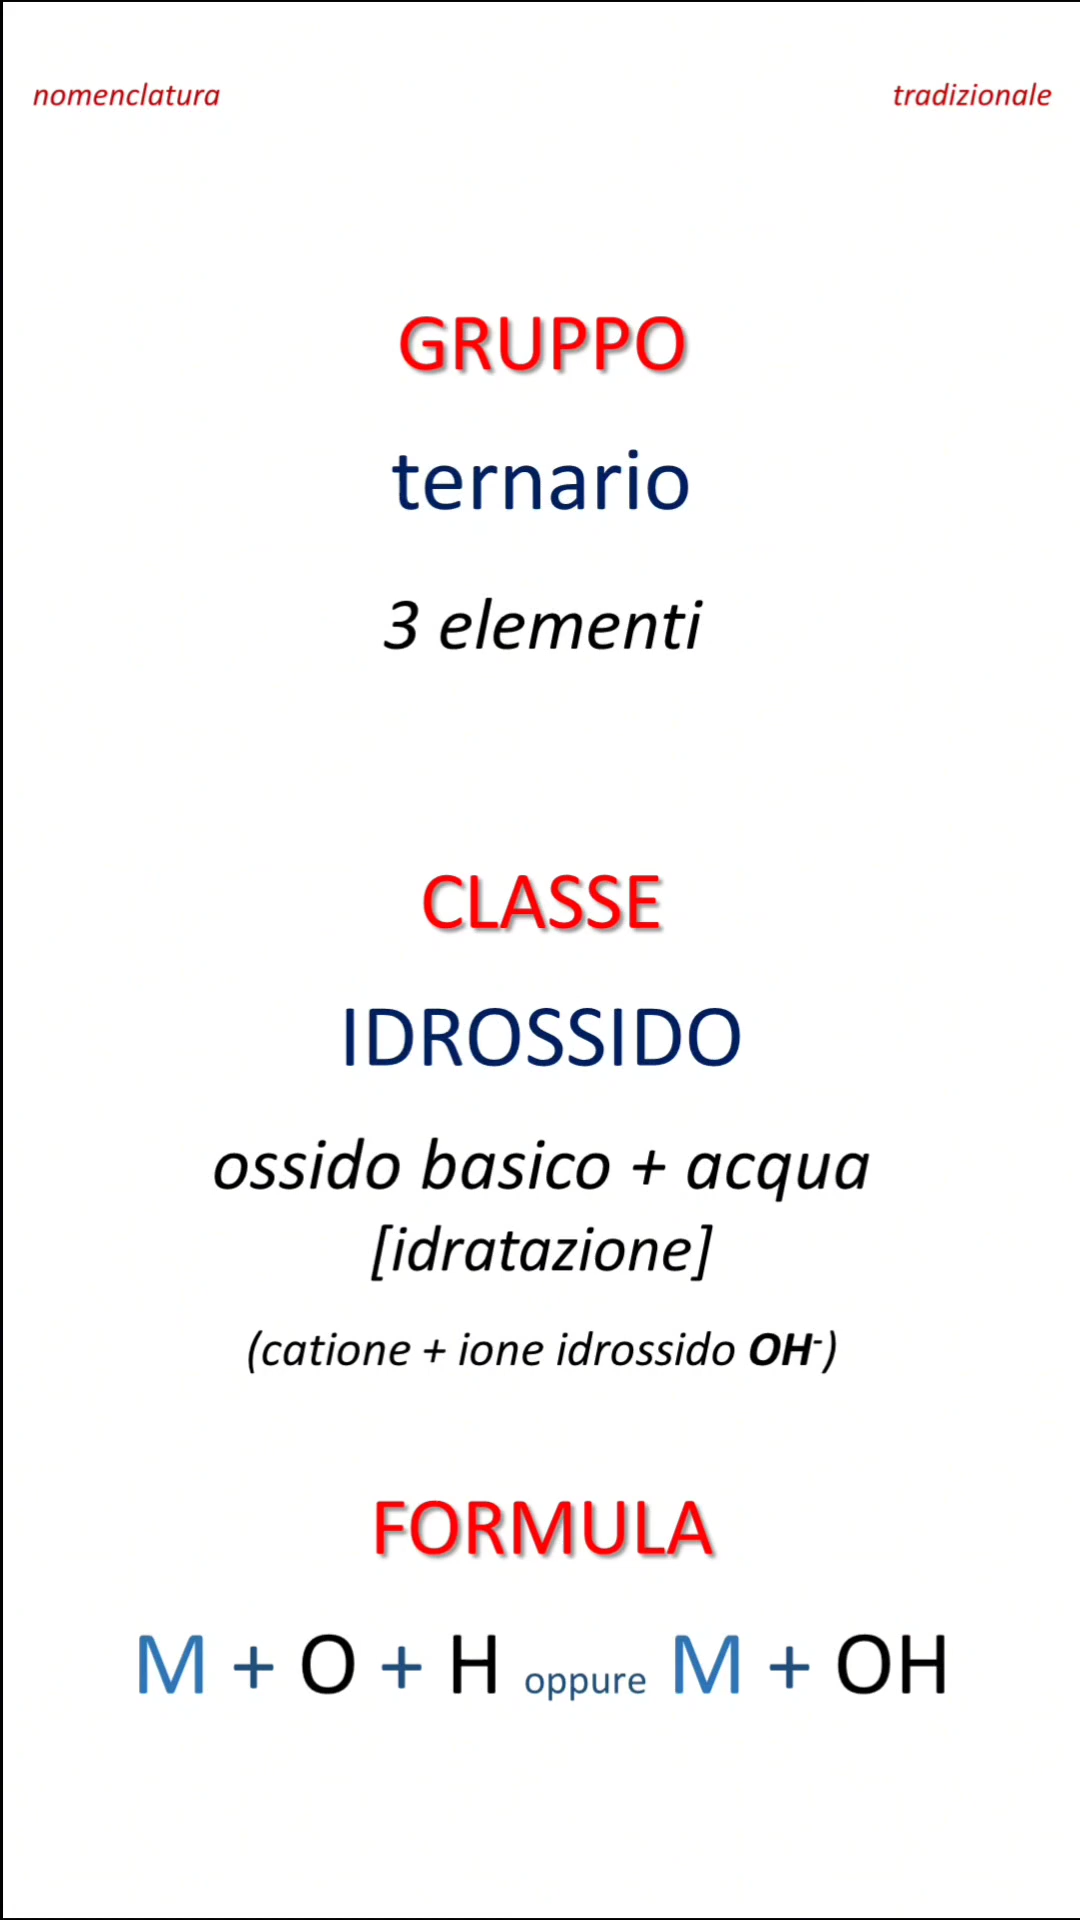 nomenclatura tradizionale
GRUPPO
ternario
3 elementi
CLASSE
IDROSSIDO
ossido basico + acqua
[idratazione]
(catione + ione idrossido OH⁻)
FORMULA
M + O + H oppure M + OH